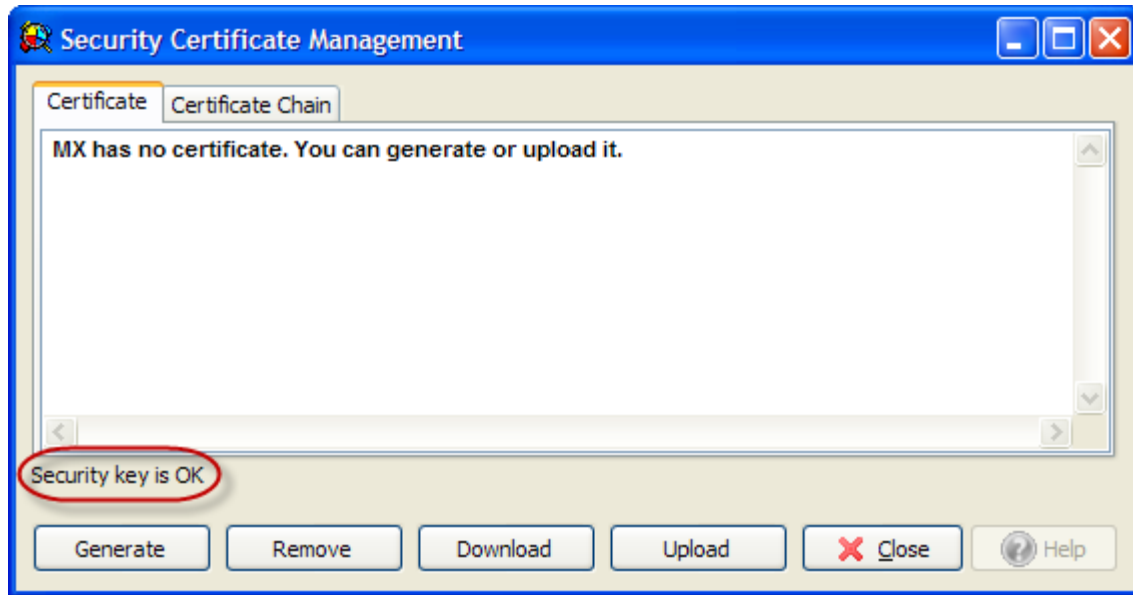 Security Certificate Management
Certificate
Certificate Chain
MX has no certificate. You can generate or upload it.
Security key is OK
Generate
Remove
Download
Upload
Close
Help